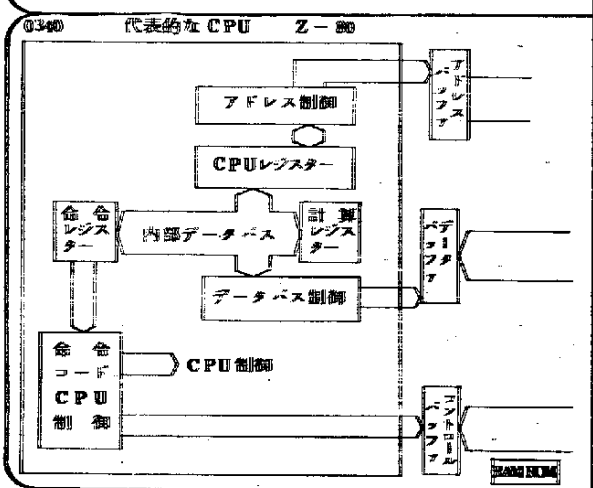 0340 代表的な CPU Z-80
アドレス制御
アドレス
バッファ
CPUレジスター
命令
レジス
ター
内部データバス
計算
レジス
ター
データバス制御
データ
バッファ
命令
コード
CPU
制御
CPU制御
コントロール
バッファ